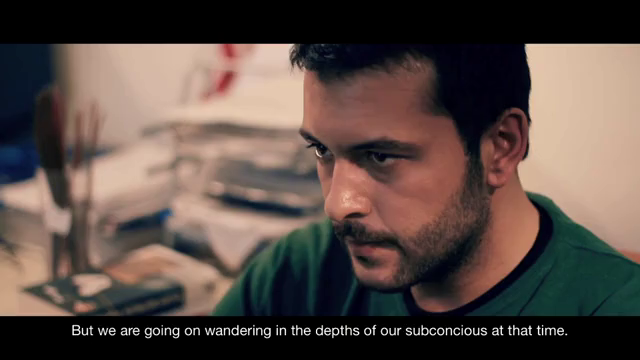 But we are going on wandering in the depths of our subconcious at that time.